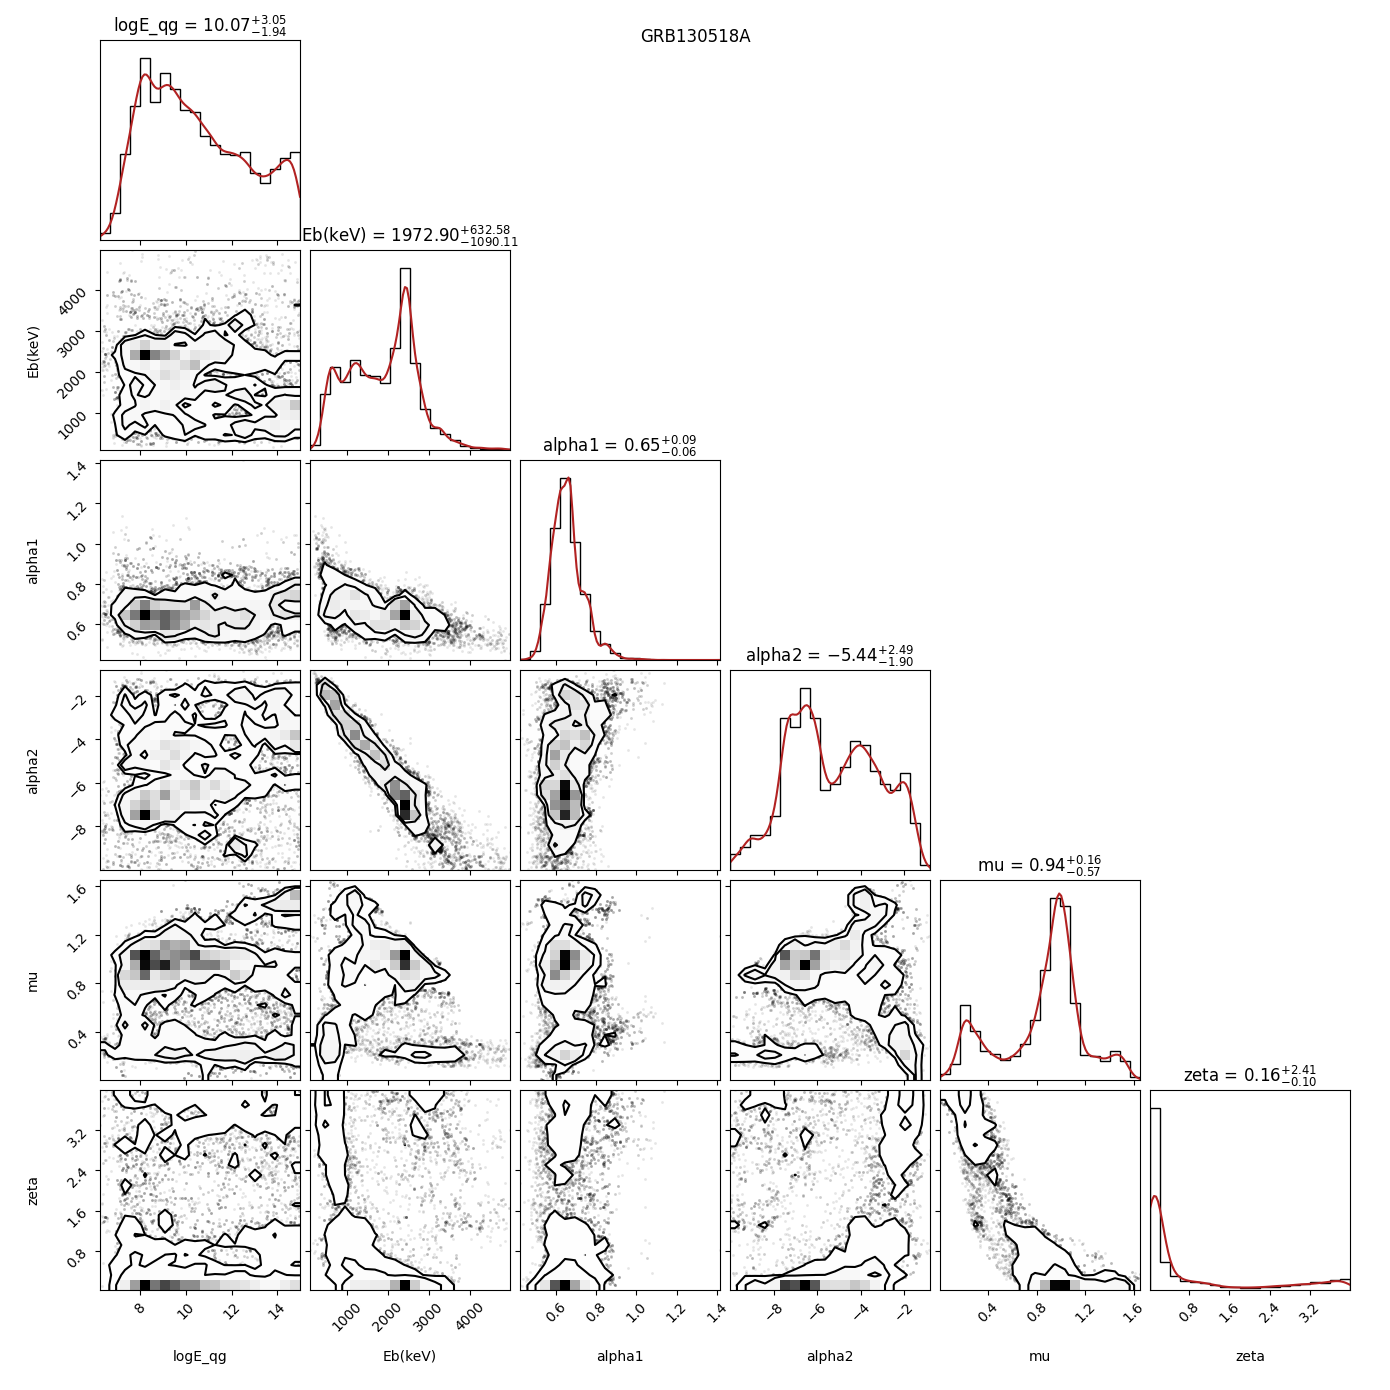 logE_qg = 10.07+3.05−1.94
GRB130518A
Eb(keV) = 1972.90+632.58−1090.11
4000
3000
2000
1000
Eb(keV)
alpha1 = 0.65+0.09−0.06
1.4
1.2
1.0
0.8
0.6
alpha1
alpha2 = −5.44+2.49−1.90
−2
−4
−6
−8
alpha2
mu = 0.94+0.16−0.57
1.6
1.2
0.8
0.4
mu
zeta = 0.16+2.41−0.10
3.2
2.4
1.6
0.8
zeta
8 10 12 14
1000 2000 3000 4000
0.6 0.8 1.0 1.2 1.4
−8 −6 −4 −2
0.4 0.8 1.2 1.6
0.8 1.6 2.4 3.2
logE_qg Eb(keV) alpha1 alpha2 mu zeta